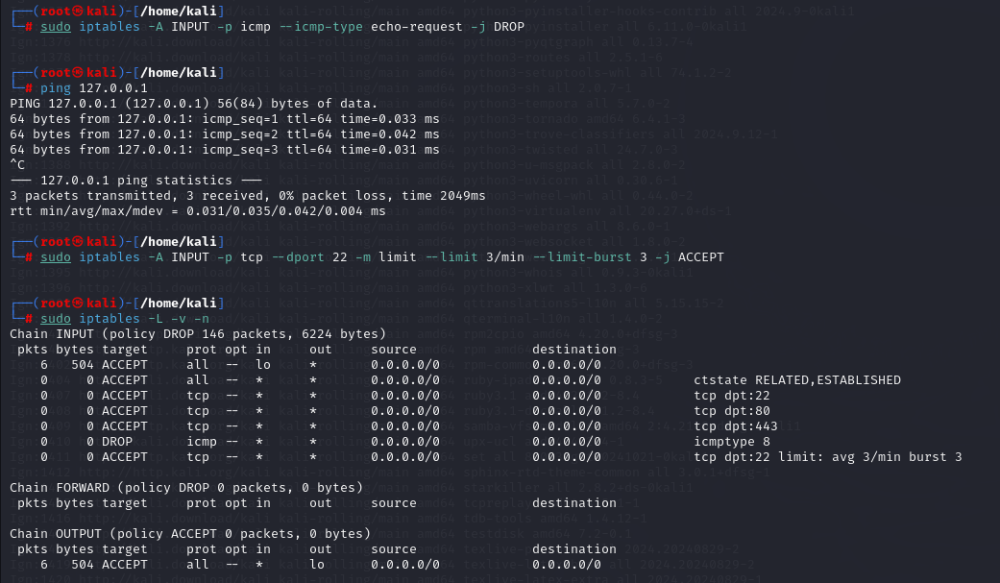 ┌──(root㉿kali)-[/home/kali]
└─# sudo iptables -A INPUT -p icmp --icmp-type echo-request -j DROP
┌──(root㉿kali)-[/home/kali]
└─# ping 127.0.0.1
PING 127.0.0.1 (127.0.0.1) 56(84) bytes of data.
64 bytes from 127.0.0.1: icmp_seq=1 ttl=64 time=0.033 ms
64 bytes from 127.0.0.1: icmp_seq=2 ttl=64 time=0.042 ms
64 bytes from 127.0.0.1: icmp_seq=3 ttl=64 time=0.031 ms
^C
--- 127.0.0.1 ping statistics ---
3 packets transmitted, 3 received, 0% packet loss, time 2049ms
rtt min/avg/max/mdev = 0.031/0.035/0.042/0.004 ms
┌──(root㉿kali)-[/home/kali]
└─# sudo iptables -A INPUT -p tcp --dport 22 -m limit --limit 3/min --limit-burst 3 -j ACCEPT
┌──(root㉿kali)-[/home/kali]
└─# sudo iptables -L -v -n
Chain INPUT (policy DROP 146 packets, 6224 bytes)
 pkts bytes target     prot opt in     out     source               destination
    6   504 ACCEPT     all  --  lo     *       0.0.0.0/0            0.0.0.0/0
    0     0 ACCEPT     all  --  *      *       0.0.0.0/0            0.0.0.0/0            ctstate RELATED,ESTABLISHED
    0     0 ACCEPT     tcp  --  *      *       0.0.0.0/0            0.0.0.0/0            tcp dpt:22
    0     0 ACCEPT     tcp  --  *      *       0.0.0.0/0            0.0.0.0/0            tcp dpt:80
    0     0 ACCEPT     tcp  --  *      *       0.0.0.0/0            0.0.0.0/0            tcp dpt:443
    0     0 DROP       icmp --  *      *       0.0.0.0/0            0.0.0.0/0            icmptype 8
    0     0 ACCEPT     tcp  --  *      *       0.0.0.0/0            0.0.0.0/0            tcp dpt:22 limit: avg 3/min burst 3
Chain FORWARD (policy DROP 0 packets, 0 bytes)
 pkts bytes target     prot opt in     out     source               destination
Chain OUTPUT (policy ACCEPT 0 packets, 0 bytes)
 pkts bytes target     prot opt in     out     source               destination
    6   504 ACCEPT     all  --  *      lo      0.0.0.0/0            0.0.0.0/0